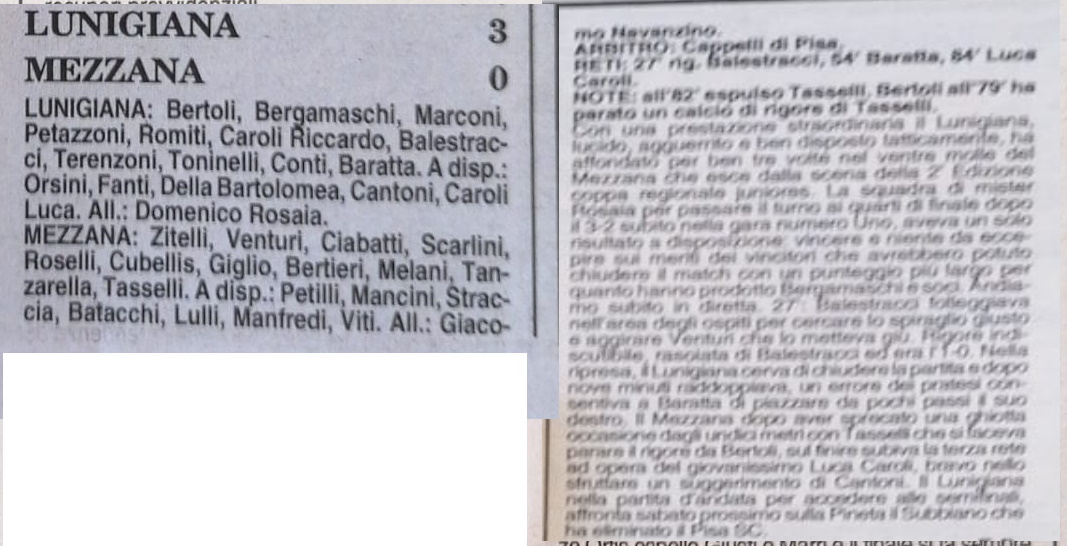 LUNIGIANA 3
MEZZANA 0
LUNIGIANA: Bertoli, Bergamaschi, Marconi,
Petazzoni, Romiti, Caroli Riccardo, Balestrac-
ci, Terenzoni, Toninelli, Conti, Baratta. A disp.:
Orsini, Fanti, Della Bartolomea, Cantoni, Caroli
Luca. All.: Domenico Rosaia.
MEZZANA: Zitelli, Venturi, Ciabatti, Scarlini,
Roselli, Cubellis, Giglio, Bertieri, Melani, Tan-
zarella, Tasselli. A disp.: Petilli, Mancini, Strac-
cia, Batacchi, Lulli, Manfredi, Viti. All.: Giaco-
mo Navanzino.
ARBITRO: Cappelli di Pisa.
RETI: 27' rig. Balestracci, 54' Baratta, 84' Luca
Caroli.
NOTE: all'82' espulso Tasselli. Bertoli all'79' ha
parato un calcio di rigore di Tasselli.
Con una prestazione straordinaria il Lunigiana,
lucido, agguerrito e ben disposto tatticamente, ha
affondato per ben tre volte nel ventre molle del
Mezzana che esce dalla scena della 2ª Edizione
coppa regionale juniores. La squadra di mister
Rosaia per passare il turno ai quarti di finale dopo
il 3-2 subito nella gara numero Uno, aveva un solo
risultato a disposizione: vincere e niente da ecce-
pire sui meriti dei vincitori che avrebbero potuto
chiudere il match con un punteggio più largo per
quanto hanno prodotto Bergamaschi e soci. Andia-
mo subito in diretta. 27': Balestracci folleggiava
nell'area degli ospiti per cercare lo spiraglio giusto
e aggirare Venturi che lo metteva giù. Rigore indi-
scutibile, rasoiata di Balestracci ed era l'1-0. Nella
ripresa, il Lunigiana cerva di chiudere la partita e dopo
nove minuti raddoppiava, un errore dei pratesi con-
sentiva a Baratta di piazzare da pochi passi il suo
destro. Il Mezzana dopo aver sprecato una ghiotta
occasione dagli undici metri con Tasselli che si faceva
parare il rigore da Bertoli, sul finire subiva la terza rete
ad opera del giovanissimo Luca Caroli, bravo nello
sfruttare un suggerimento di Cantoni. Il Lunigiana
nella partita d'andata per accedere alle semifinali,
affronta sabato prossimo sulla Pineta il Subbiano che
ha eliminato il Pisa SC.